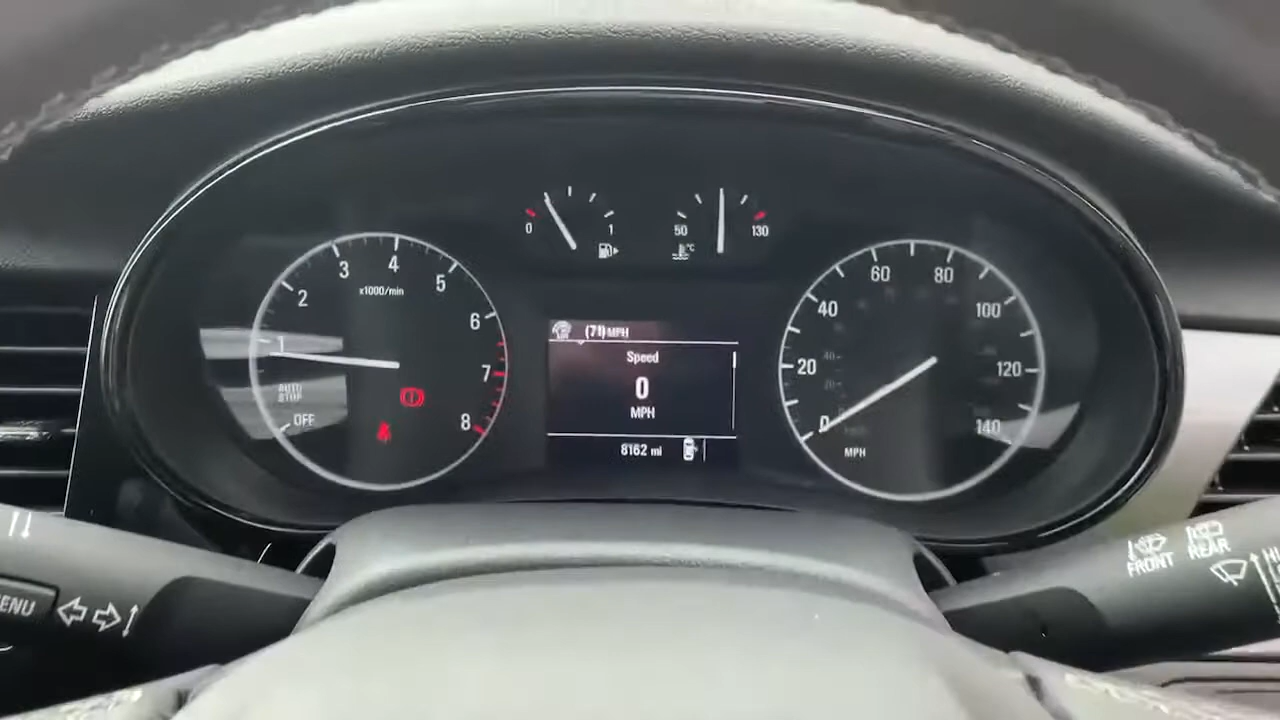 0
1
50
°C
130
1
2
3
4
5
6
7
8
x1000/min
AUTO
STOP
OFF
(71) MPH
Speed
0
MPH
8162 mi
0
20
40
60
80
100
120
140
MPH
MENU
FRONT
REAR